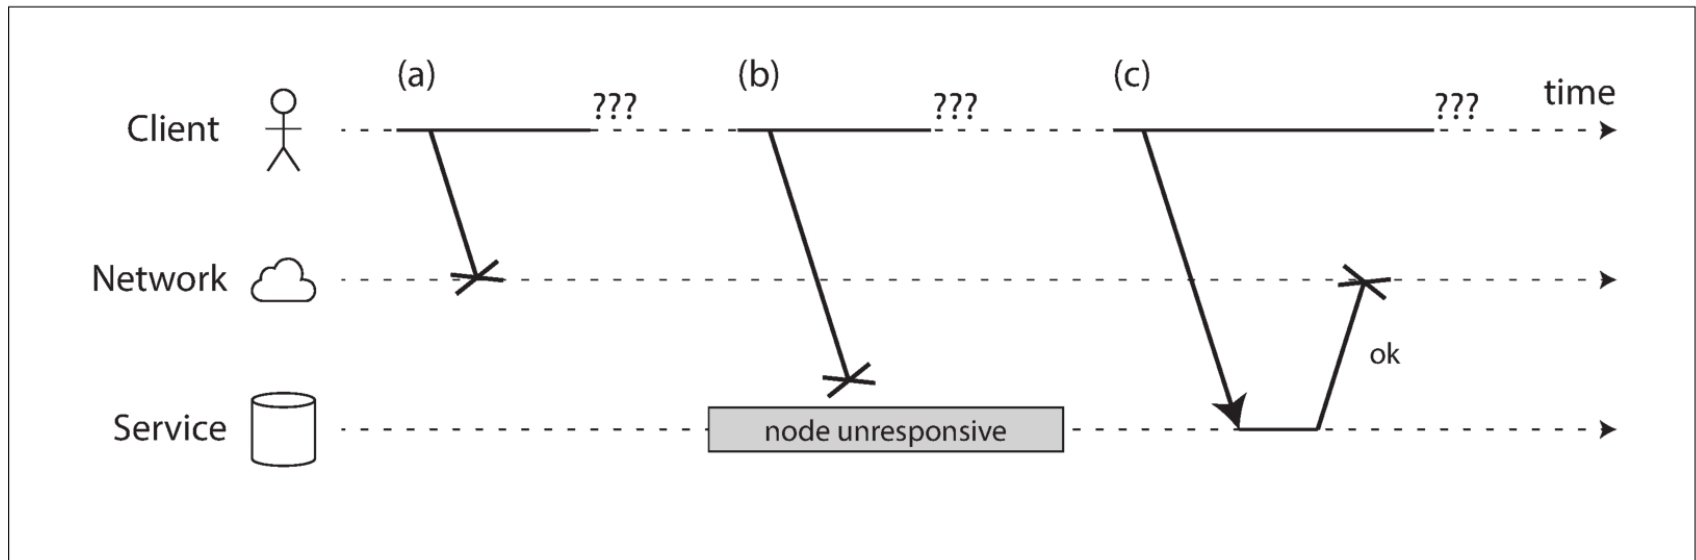 (a)
(b)
(c)
???
???
???
time
Client
Network
ok
Service
node unresponsive